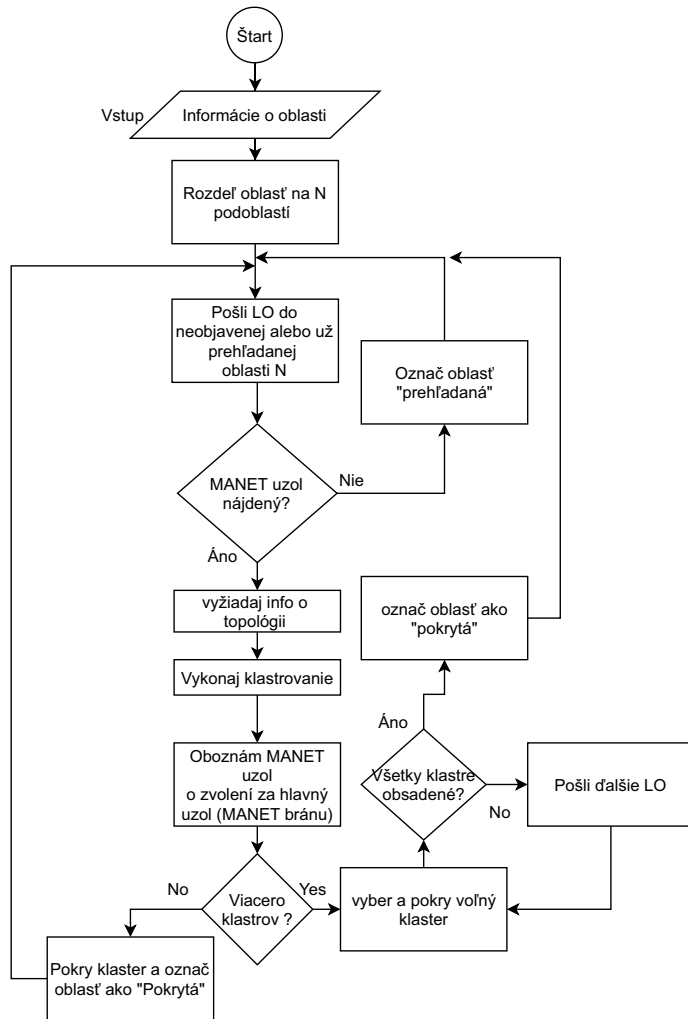 Štart
Vstup
Informácie o oblasti
Rozdeľ oblasť na N
podoblastí
Pošli LO do
neobjavenej alebo už
prehľadanej
oblasti N
Označ oblasť
"prehľadaná"
MANET uzol
nájdený?
Nie
Áno
vyžiadaj info o
topológii
označ oblasť ako
"pokrytá"
Vykonaj klastrovanie
Áno
Oboznám MANET
uzol
o zvolení za hlavný
uzol (MANET bránu)
Všetky klastre
obsadené?
No
Pošli ďalšie LO
No
Viacero
klastrov ?
Yes
vyber a pokry voľný
klaster
Pokry klaster a označ
oblasť ako "Pokrytá"